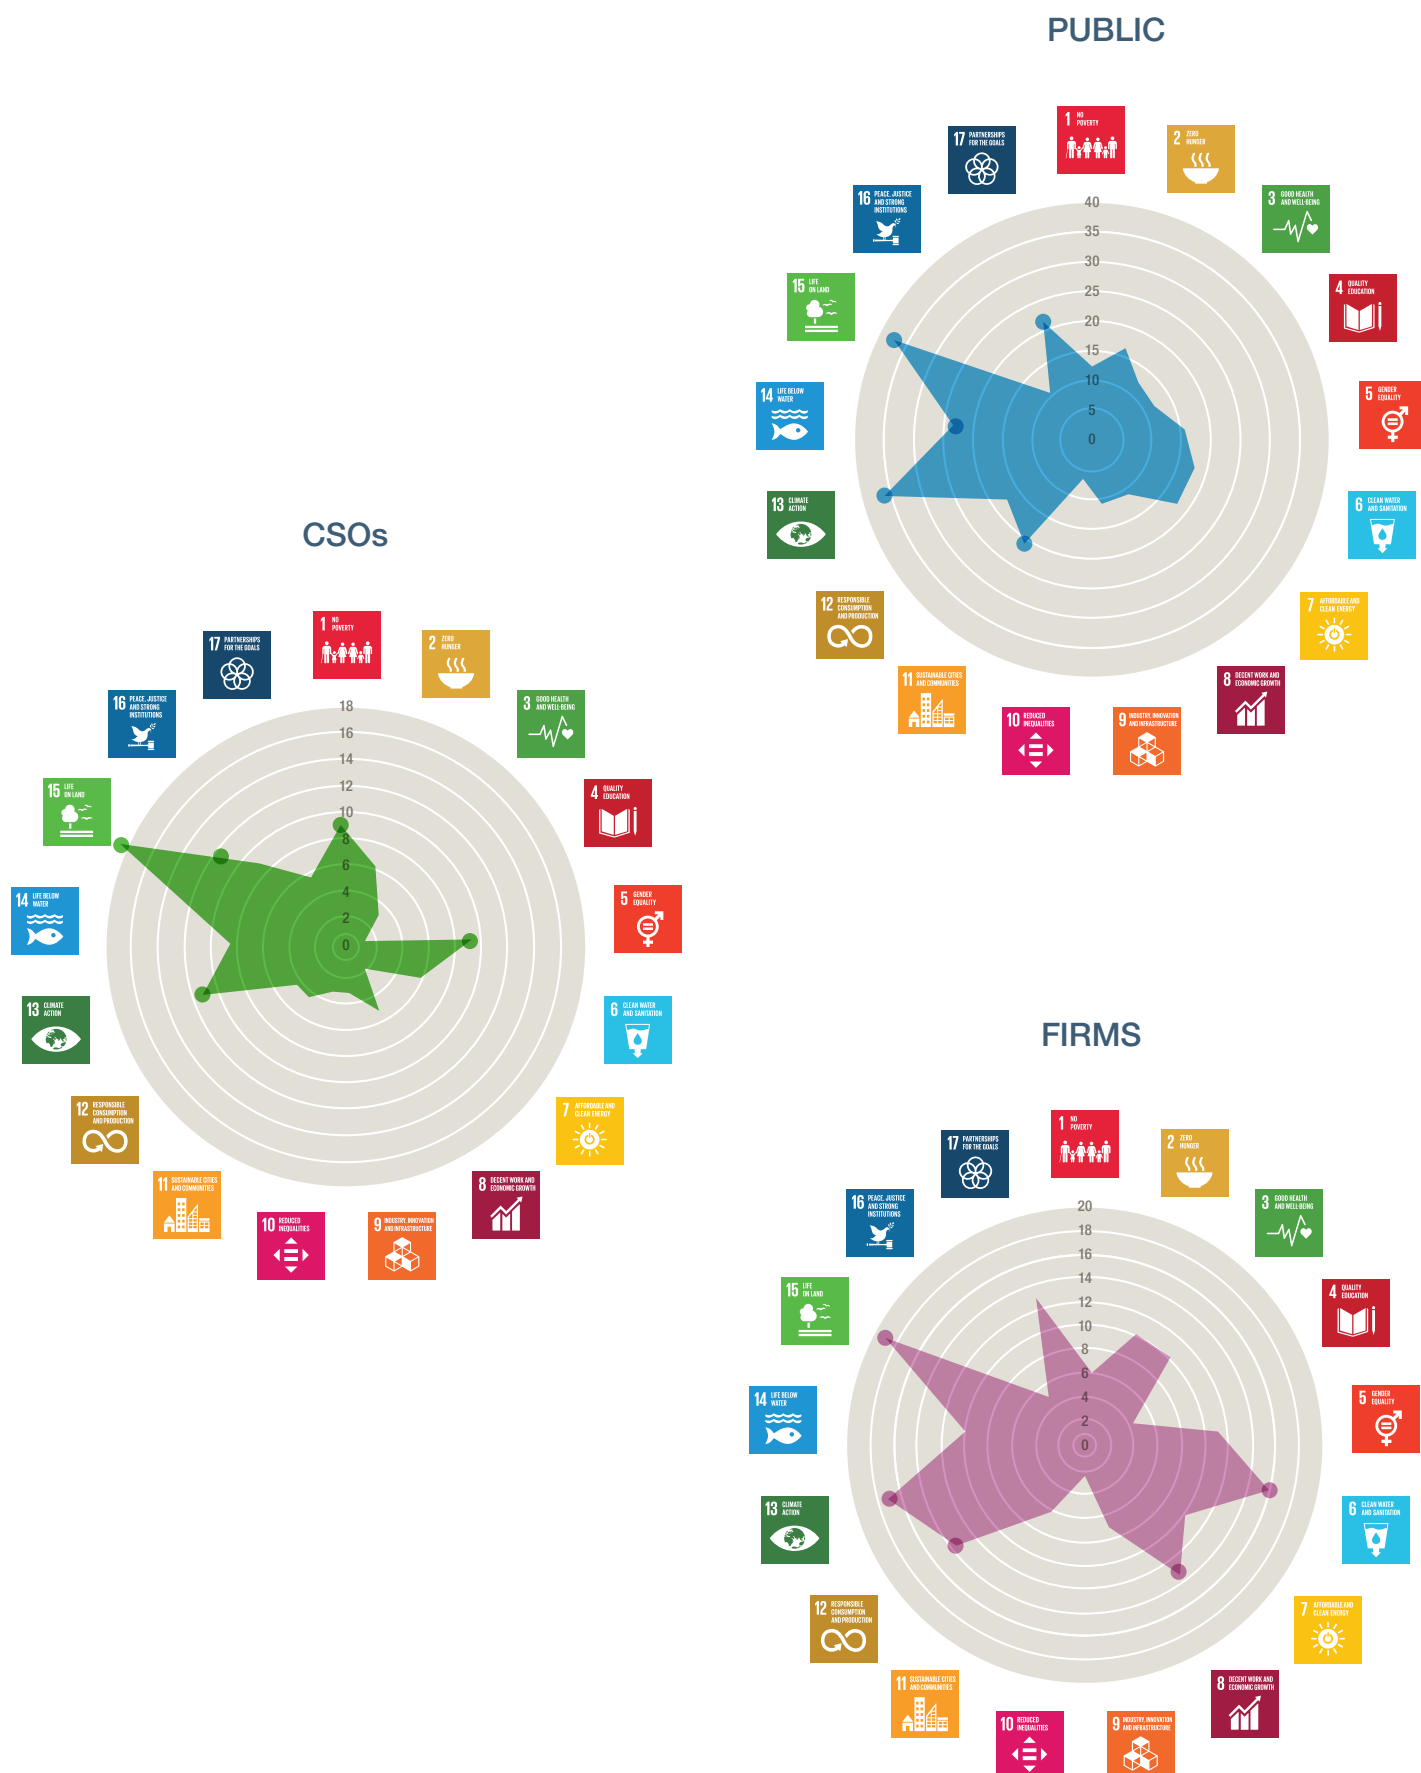 PUBLIC
1 NO
POVERTY
2 ZERO
HUNGER
3 GOOD HEALTH
AND WELL-BEING
4 QUALITY
EDUCATION
5 GENDER
EQUALITY
6 CLEAN WATER
AND SANITATION
7 AFFORDABLE AND
CLEAN ENERGY
8 DECENT WORK AND
ECONOMIC GROWTH
9 INDUSTRY, INNOVATION
AND INFRASTRUCTURE
10 REDUCED
INEQUALITIES
11 SUSTAINABLE CITIES
AND COMMUNITIES
12 RESPONSIBLE
CONSUMPTION
AND PRODUCTION
13 CLIMATE
ACTION
14 LIFE BELOW
WATER
15 LIFE
ON LAND
16 PEACE, JUSTICE
AND STRONG
INSTITUTIONS
17 PARTNERSHIPS
FOR THE GOALS
40
35
30
25
20
15
10
5
0
CSOs
1 NO
POVERTY
2 ZERO
HUNGER
3 GOOD HEALTH
AND WELL-BEING
4 QUALITY
EDUCATION
5 GENDER
EQUALITY
6 CLEAN WATER
AND SANITATION
7 AFFORDABLE AND
CLEAN ENERGY
8 DECENT WORK AND
ECONOMIC GROWTH
9 INDUSTRY, INNOVATION
AND INFRASTRUCTURE
10 REDUCED
INEQUALITIES
11 SUSTAINABLE CITIES
AND COMMUNITIES
12 RESPONSIBLE
CONSUMPTION
AND PRODUCTION
13 CLIMATE
ACTION
14 LIFE BELOW
WATER
15 LIFE
ON LAND
16 PEACE, JUSTICE
AND STRONG
INSTITUTIONS
17 PARTNERSHIPS
FOR THE GOALS
18
16
14
12
10
8
6
4
2
0
FIRMS
1 NO
POVERTY
2 ZERO
HUNGER
3 GOOD HEALTH
AND WELL-BEING
4 QUALITY
EDUCATION
5 GENDER
EQUALITY
6 CLEAN WATER
AND SANITATION
7 AFFORDABLE AND
CLEAN ENERGY
8 DECENT WORK AND
ECONOMIC GROWTH
9 INDUSTRY, INNOVATION
AND INFRASTRUCTURE
10 REDUCED
INEQUALITIES
11 SUSTAINABLE CITIES
AND COMMUNITIES
12 RESPONSIBLE
CONSUMPTION
AND PRODUCTION
13 CLIMATE
ACTION
14 LIFE BELOW
WATER
15 LIFE
ON LAND
16 PEACE, JUSTICE
AND STRONG
INSTITUTIONS
17 PARTNERSHIPS
FOR THE GOALS
20
18
16
14
12
10
8
6
4
2
0